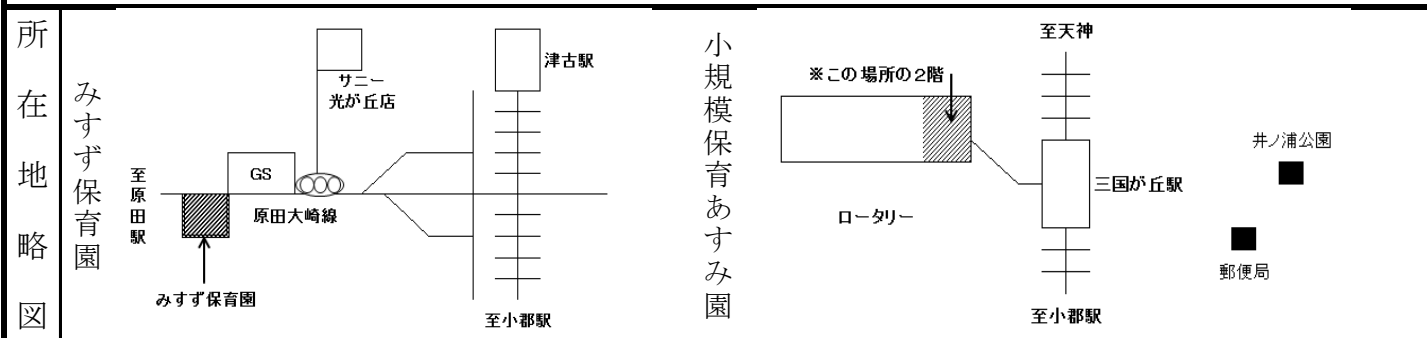 所在地略図
みすず保育園
サニー
光が丘店
津古駅
GS
至原田駅
原田大崎線
みすず保育園
至小郡駅
小規模保育あすみ園
至天神
※この場所の2階
井ノ浦公園
三国が丘駅
ロータリー
郵便局
至小郡駅